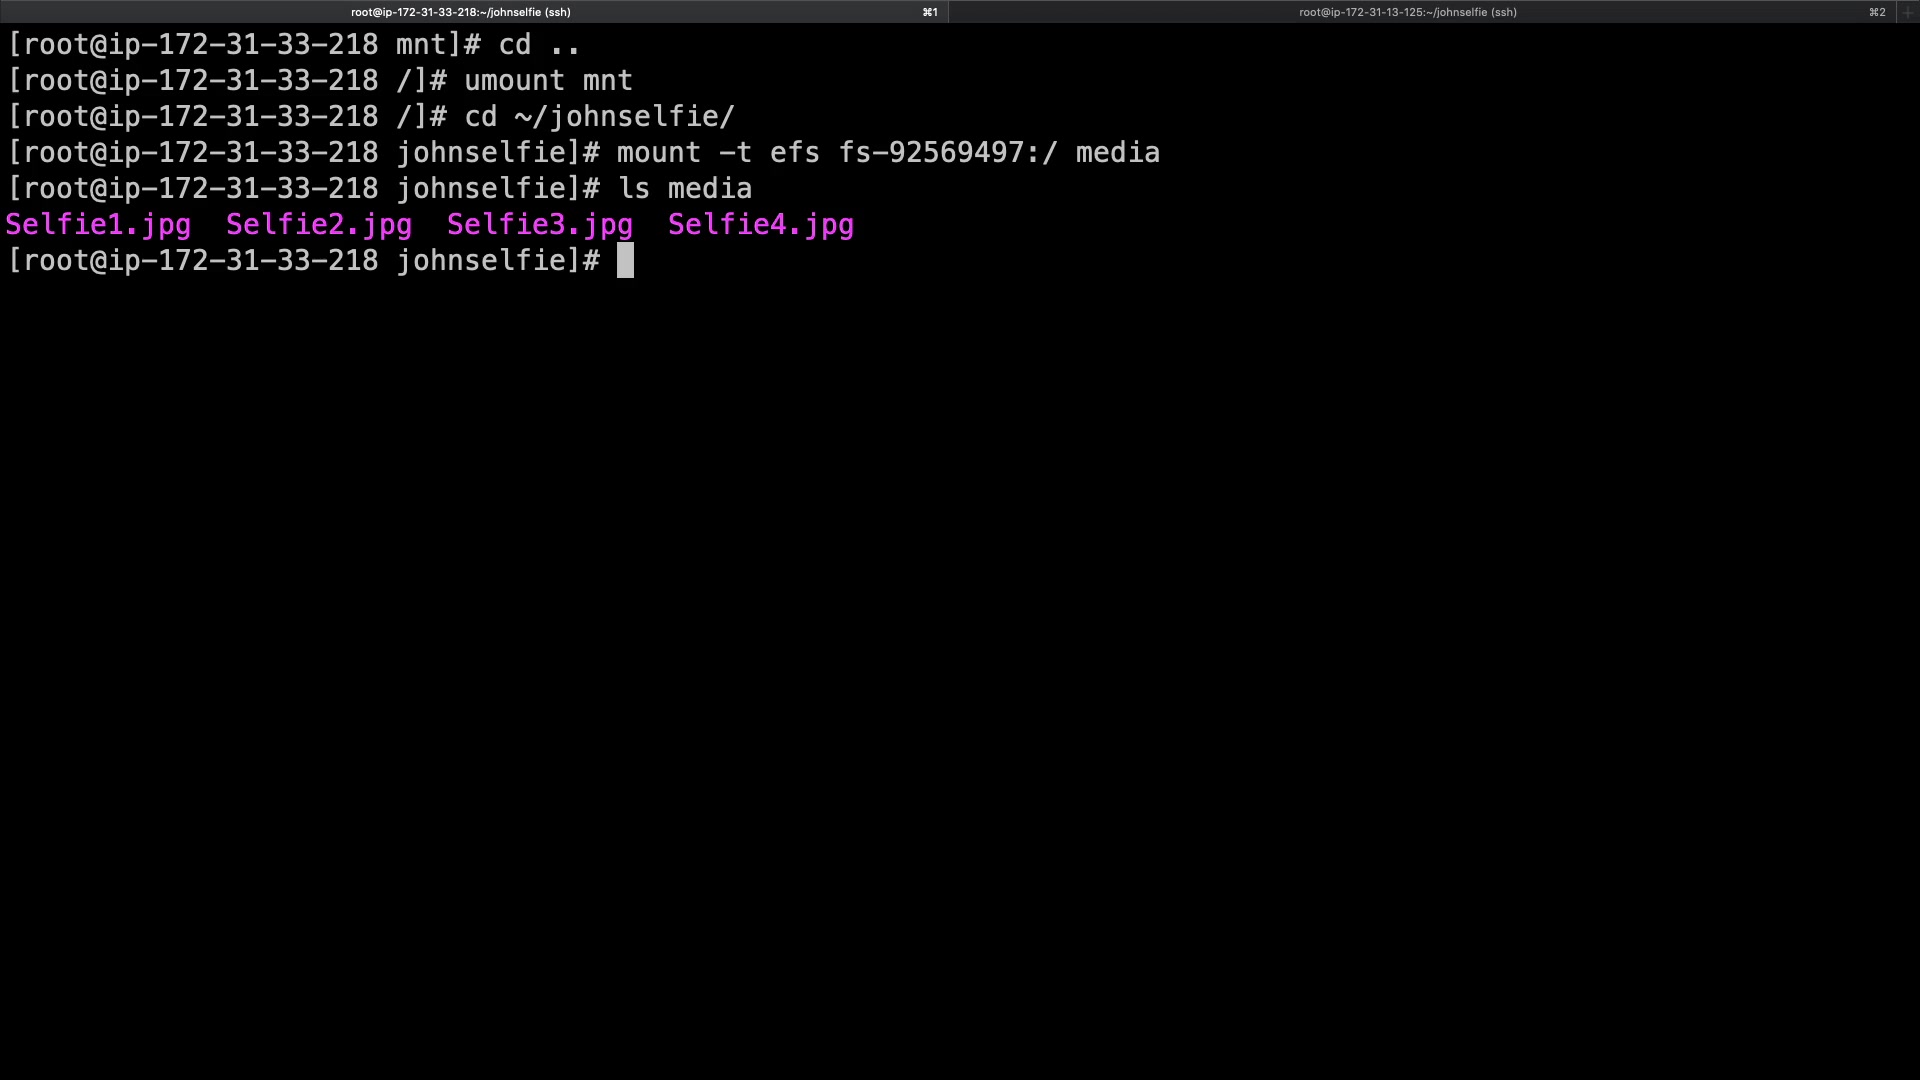 root@ip-172-31-33-218:~/johnselfie (ssh) ⌘1 root@ip-172-31-13-125:~/johnselfie (ssh) ⌘2 +
[root@ip-172-31-33-218 mnt]# cd ..
[root@ip-172-31-33-218 /]# umount mnt
[root@ip-172-31-33-218 /]# cd ~/johnselfie/
[root@ip-172-31-33-218 johnselfie]# mount -t efs fs-92569497:/ media
[root@ip-172-31-33-218 johnselfie]# ls media
Selfie1.jpg Selfie2.jpg Selfie3.jpg Selfie4.jpg
[root@ip-172-31-33-218 johnselfie]#